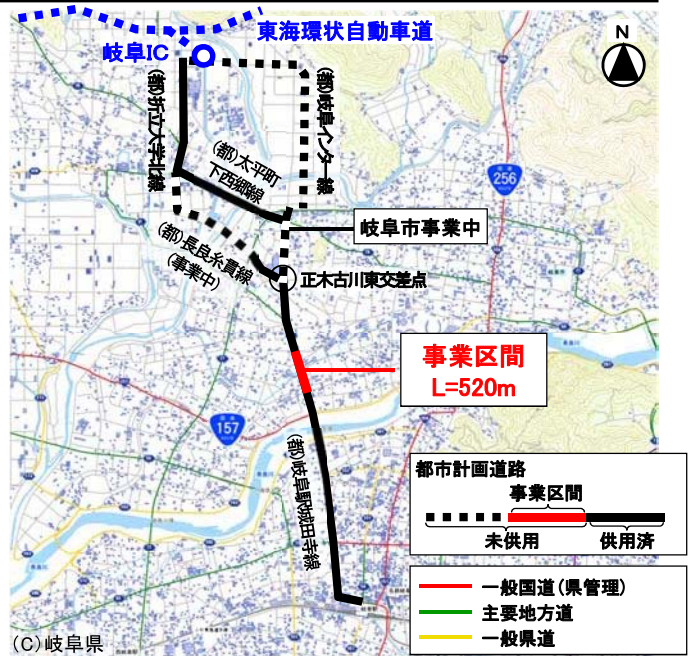 東海環状自動車道
岐阜IC
N
(都)折立大学北線
(都)岐阜インター線
(都)太平町
下西郷線
256
岐阜市事業中
(都)長良糸貫線
(事業中)
正木古川東交差点
事業区間
L=520m
157
(都)岐阜駅城田寺線
都市計画道路
事業区間
未供用
供用済
一般国道(県管理)
主要地方道
一般県道
(C)岐阜県